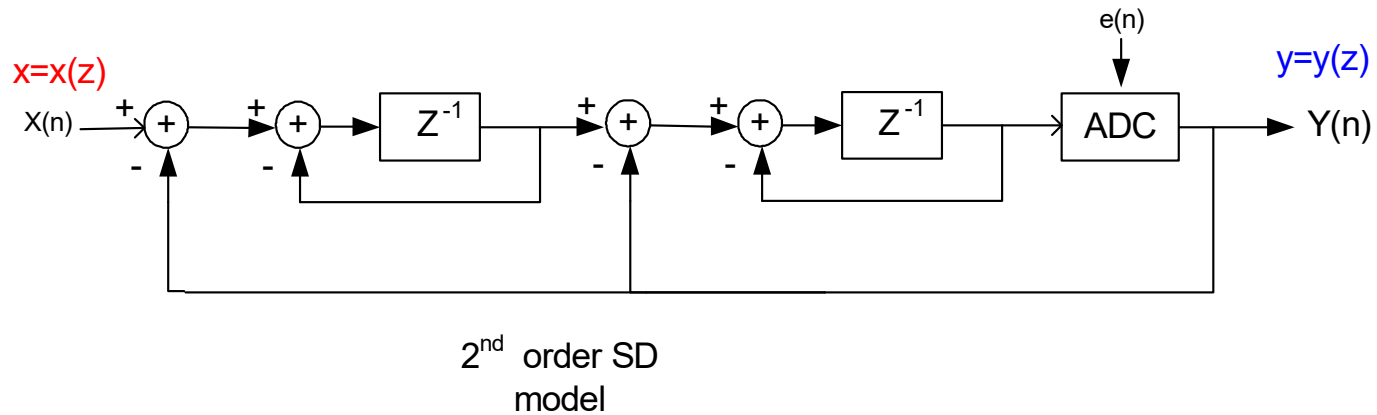 e(n)
x=x(z)
y=y(z)
X(n)
+
+
+
-
+
-
Z-1
+
+
-
+
+
-
Z-1
ADC
Y(n)
2nd order SD
model